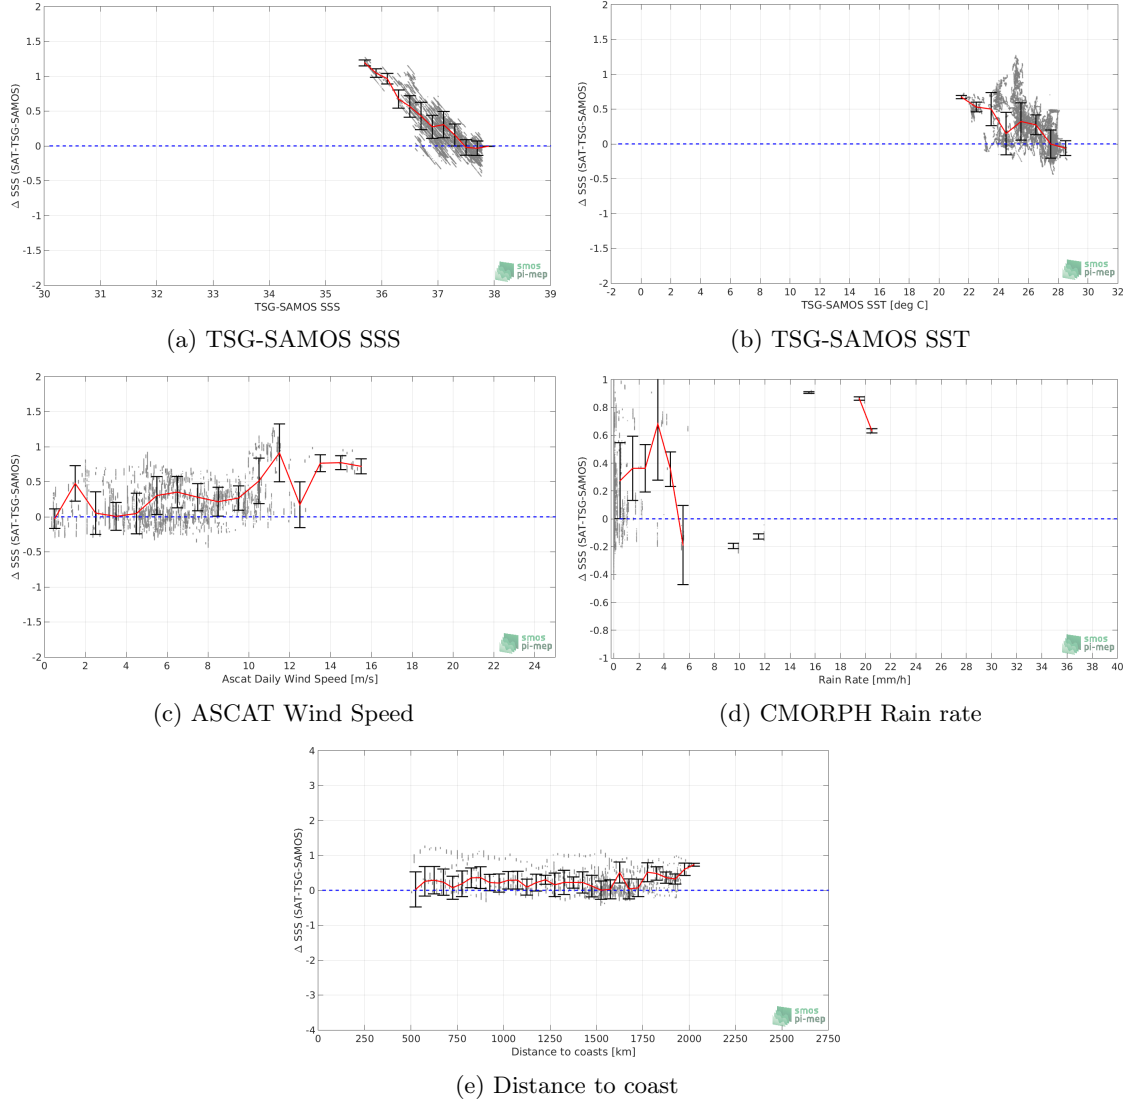 2
1.5
1
0.5
0
-0.5
-1
-1.5
-2
Δ SSS (SAT-TSG-SAMOS)
30 31 32 33 34 35 36 37 38 39
TSG-SAMOS SSS
smos
pi-mep
(a) TSG-SAMOS SSS
2
1.5
1
0.5
0
-0.5
-1
-1.5
-2
Δ SSS (SAT-TSG-SAMOS)
-2 0 2 4 6 8 10 12 14 16 18 20 22 24 26 28 30 32
TSG-SAMOS SST [deg C]
smos
pi-mep
(b) TSG-SAMOS SST
2
1.5
1
0.5
0
-0.5
-1
-1.5
-2
Δ SSS (SAT-TSG-SAMOS)
0 2 4 6 8 10 12 14 16 18 20 22 24
Ascat Daily Wind Speed [m/s]
smos
pi-mep
(c) ASCAT Wind Speed
1
0.8
0.6
0.4
0.2
0
-0.2
-0.4
-0.6
-0.8
-1
Δ SSS (SAT-TSG-SAMOS)
0 2 4 6 8 10 12 14 16 18 20 22 24 26 28 30 32 34 36 38 40
Rain Rate [mm/h]
smos
pi-mep
(d) CMORPH Rain rate
4
3
2
1
0
-1
-2
-3
-4
Δ SSS (SAT-TSG-SAMOS)
0 250 500 750 1000 1250 1500 1750 2000 2250 2500 2750
Distance to coasts [km]
smos
pi-mep
(e) Distance to coast